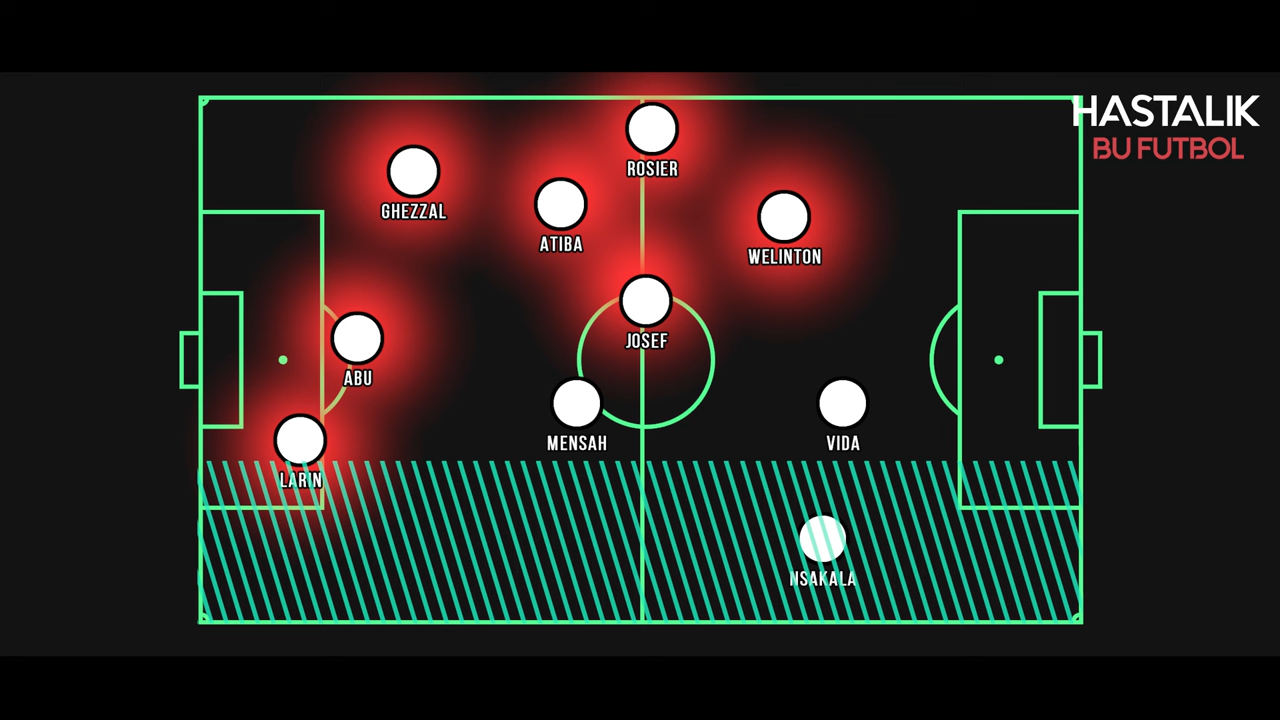 HASTALIK
BU FUTBOL
ROSIER
GHEZZAL
ATIBA
WELINTON
JOSEF
ABU
MENSAH
VIDA
LARIN
NSAKALA